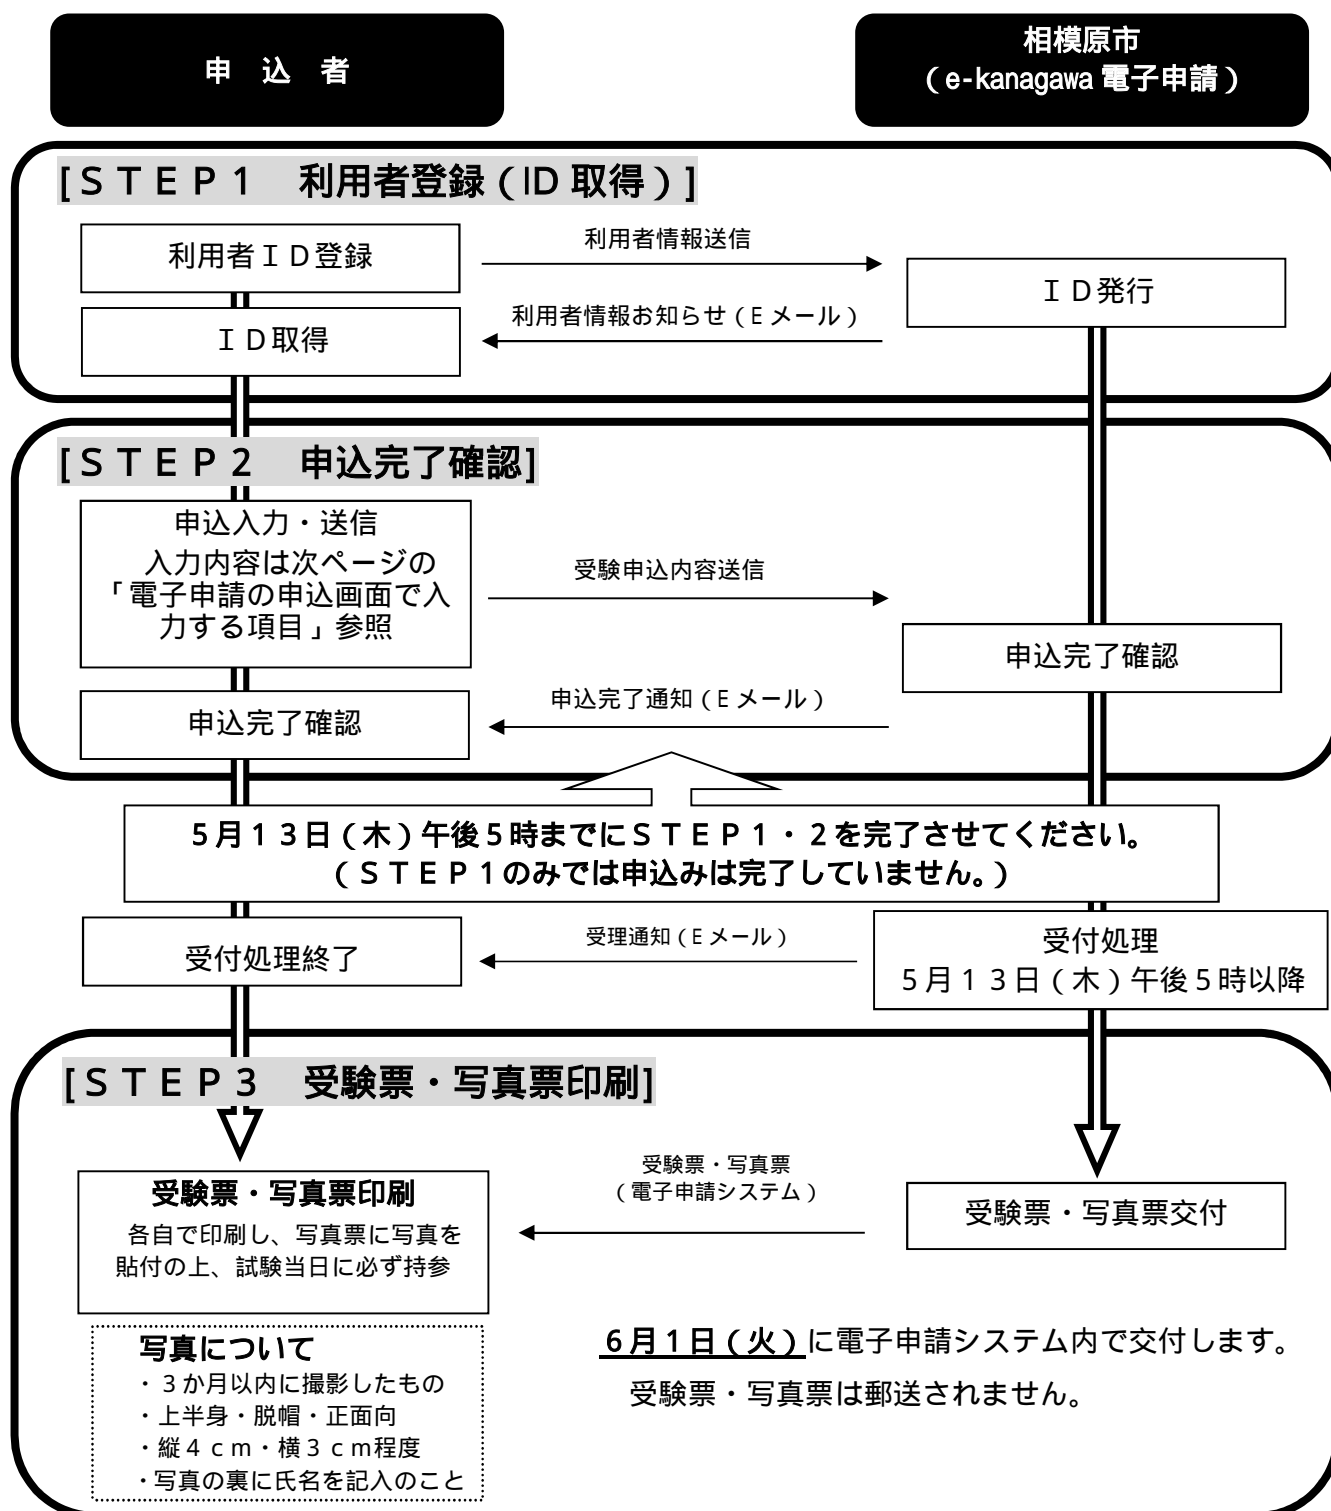 申　込　者
相模原市
（e-kanagawa 電子申請）
[ＳＴＥＰ１　利用者登録（ID 取得）]
利用者ＩＤ登録
利用者情報送信
ＩＤ発行
利用者情報お知らせ（Ｅメール）
ＩＤ取得
[ＳＴＥＰ２　申込完了確認]
申込入力・送信
入力内容は次ページの
「電子申請の申込画面で入
力する項目」参照
受験申込内容送信
申込完了確認
申込完了通知（Ｅメール）
申込完了確認
５月１３日（木）午後５時までにＳＴＥＰ１・２を完了させてください。
（ＳＴＥＰ１のみでは申込みは完了していません。）
受付処理終了
受理通知（Ｅメール）
受付処理
５月１３日（木）午後５時以降
[ＳＴＥＰ３　受験票・写真票印刷]
受験票・写真票印刷
各自で印刷し、写真票に写真を
貼付の上、試験当日に必ず持参
受験票・写真票
（電子申請システム）
受験票・写真票交付
写真について
・３か月以内に撮影したもの
・上半身・脱帽・正面向
・縦４ｃｍ・横３ｃｍ程度
・写真の裏に氏名を記入のこと
６月１日（火）に電子申請システム内で交付します。
受験票・写真票は郵送されません。